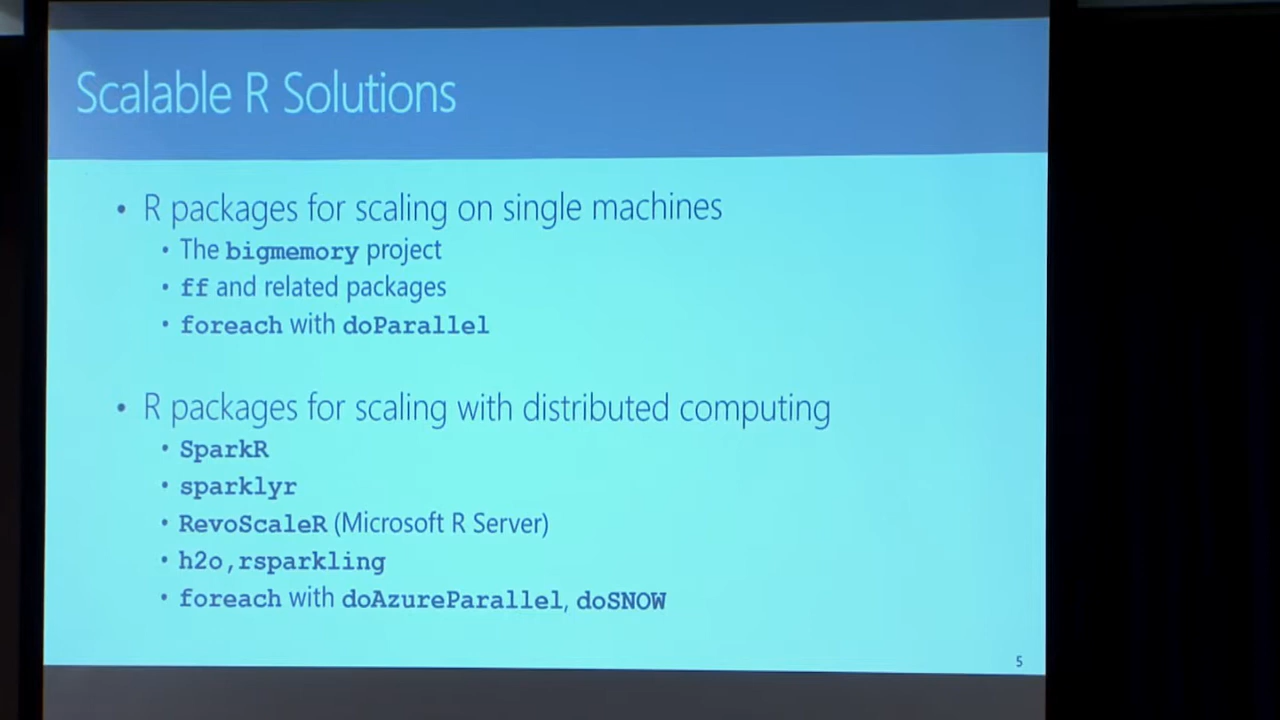 Scalable R Solutions
• R packages for scaling on single machines
• The bigmemory project
• ff and related packages
• foreach with doParallel
• R packages for scaling with distributed computing
• SparkR
• sparklyr
• RevoScaleR (Microsoft R Server)
• h2o,rsparkling
• foreach with doAzureParallel, doSNOW
5